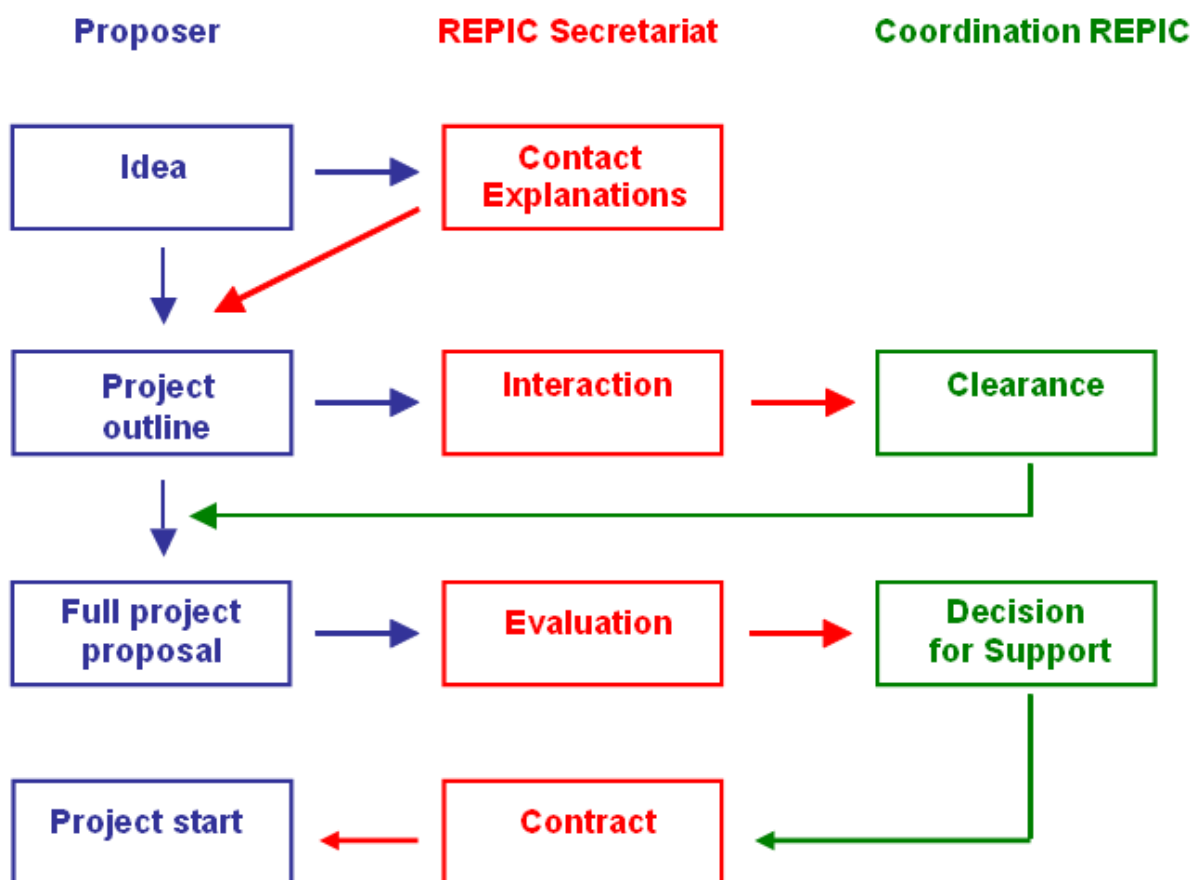 Proposer
REPIC Secretariat
Coordination REPIC
Idea
Contact
Explanations
Project
outline
Interaction
Clearance
Full project
proposal
Evaluation
Decision
for Support
Project start
Contract